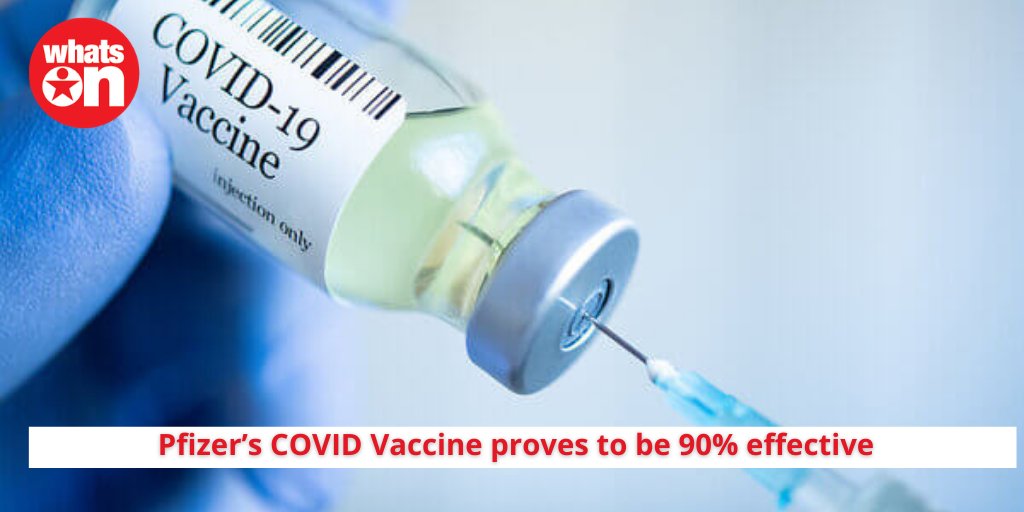 whats
on
COVID-19
Vaccine
injection only
Pfizer’s COVID Vaccine proves to be 90% effective